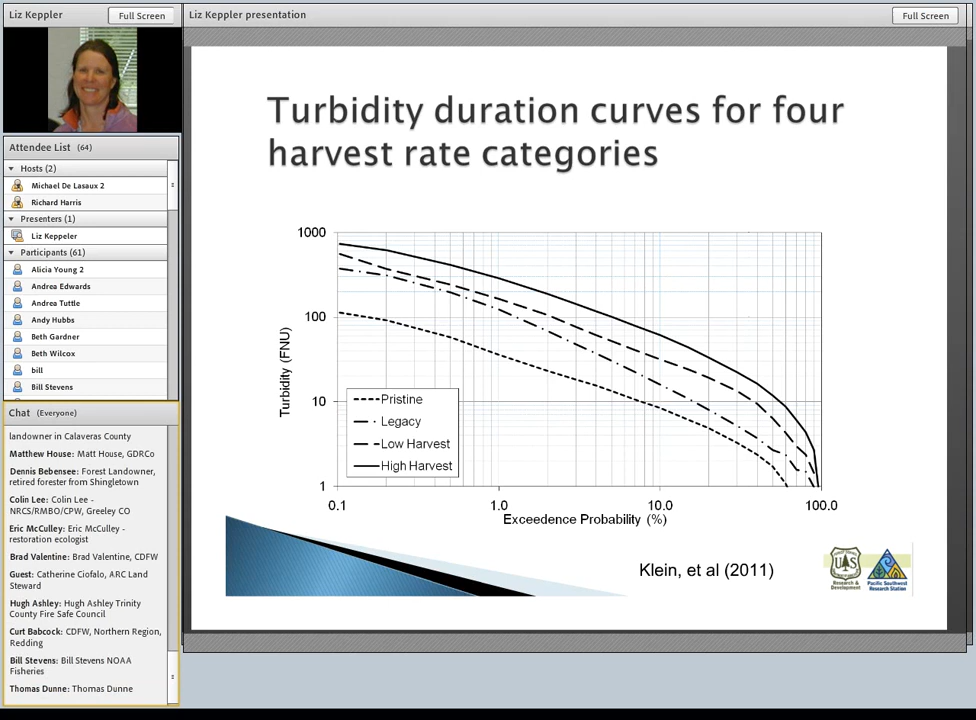 Liz Keppler
Full Screen
Attendee List (64)
Hosts (2)
Michael De Lasaux 2
Richard Harris
Presenters (1)
Liz Keppeler
Participants (61)
Alicia Young 2
Andrea Edwards
Andrea Tuttle
Andy Hubbs
Beth Gardner
Beth Wilcox
bill
Bill Stevens
Chat (Everyone)
landowner in Calaveras County
Matthew House: Matt House, GDRCo
Dennis Bebensee: Forest Landowner,
retired forester from Shingletown
Colin Lee: Colin Lee -
NRCS/RMBO/CPW, Greeley CO
Eric McCulley: Eric McCulley -
restoration ecologist
Brad Valentine: Brad Valentine, CDFW
Guest: Catherine Ciofalo, ARC Land
Steward
Hugh Ashley: Hugh Ashley Trinity
County Fire Safe Council
Curt Babcock: CDFW, Northern Region,
Redding
Bill Stevens: Bill Stevens NOAA
Fisheries
Thomas Dunne: Thomas Dunne
Liz Keppler presentation
Full Screen
Turbidity duration curves for four
harvest rate categories
1000
100
10
1
Turbidity (FNU)
Pristine
Legacy
Low Harvest
High Harvest
0.1 1.0 10.0 100.0
Exceedence Probability (%)
Klein, et al (2011)
UAS
Research &
Development
Pacific Southwest
Research Station